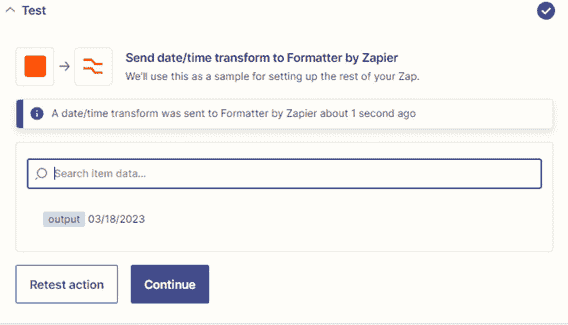 Test
Send date/time transform to Formatter by Zapier
We'll use this as a sample for setting up the rest of your Zap.
A date/time transform was sent to Formatter by Zapier about 1 second ago
Search item data...
output 03/18/2023
Retest action Continue